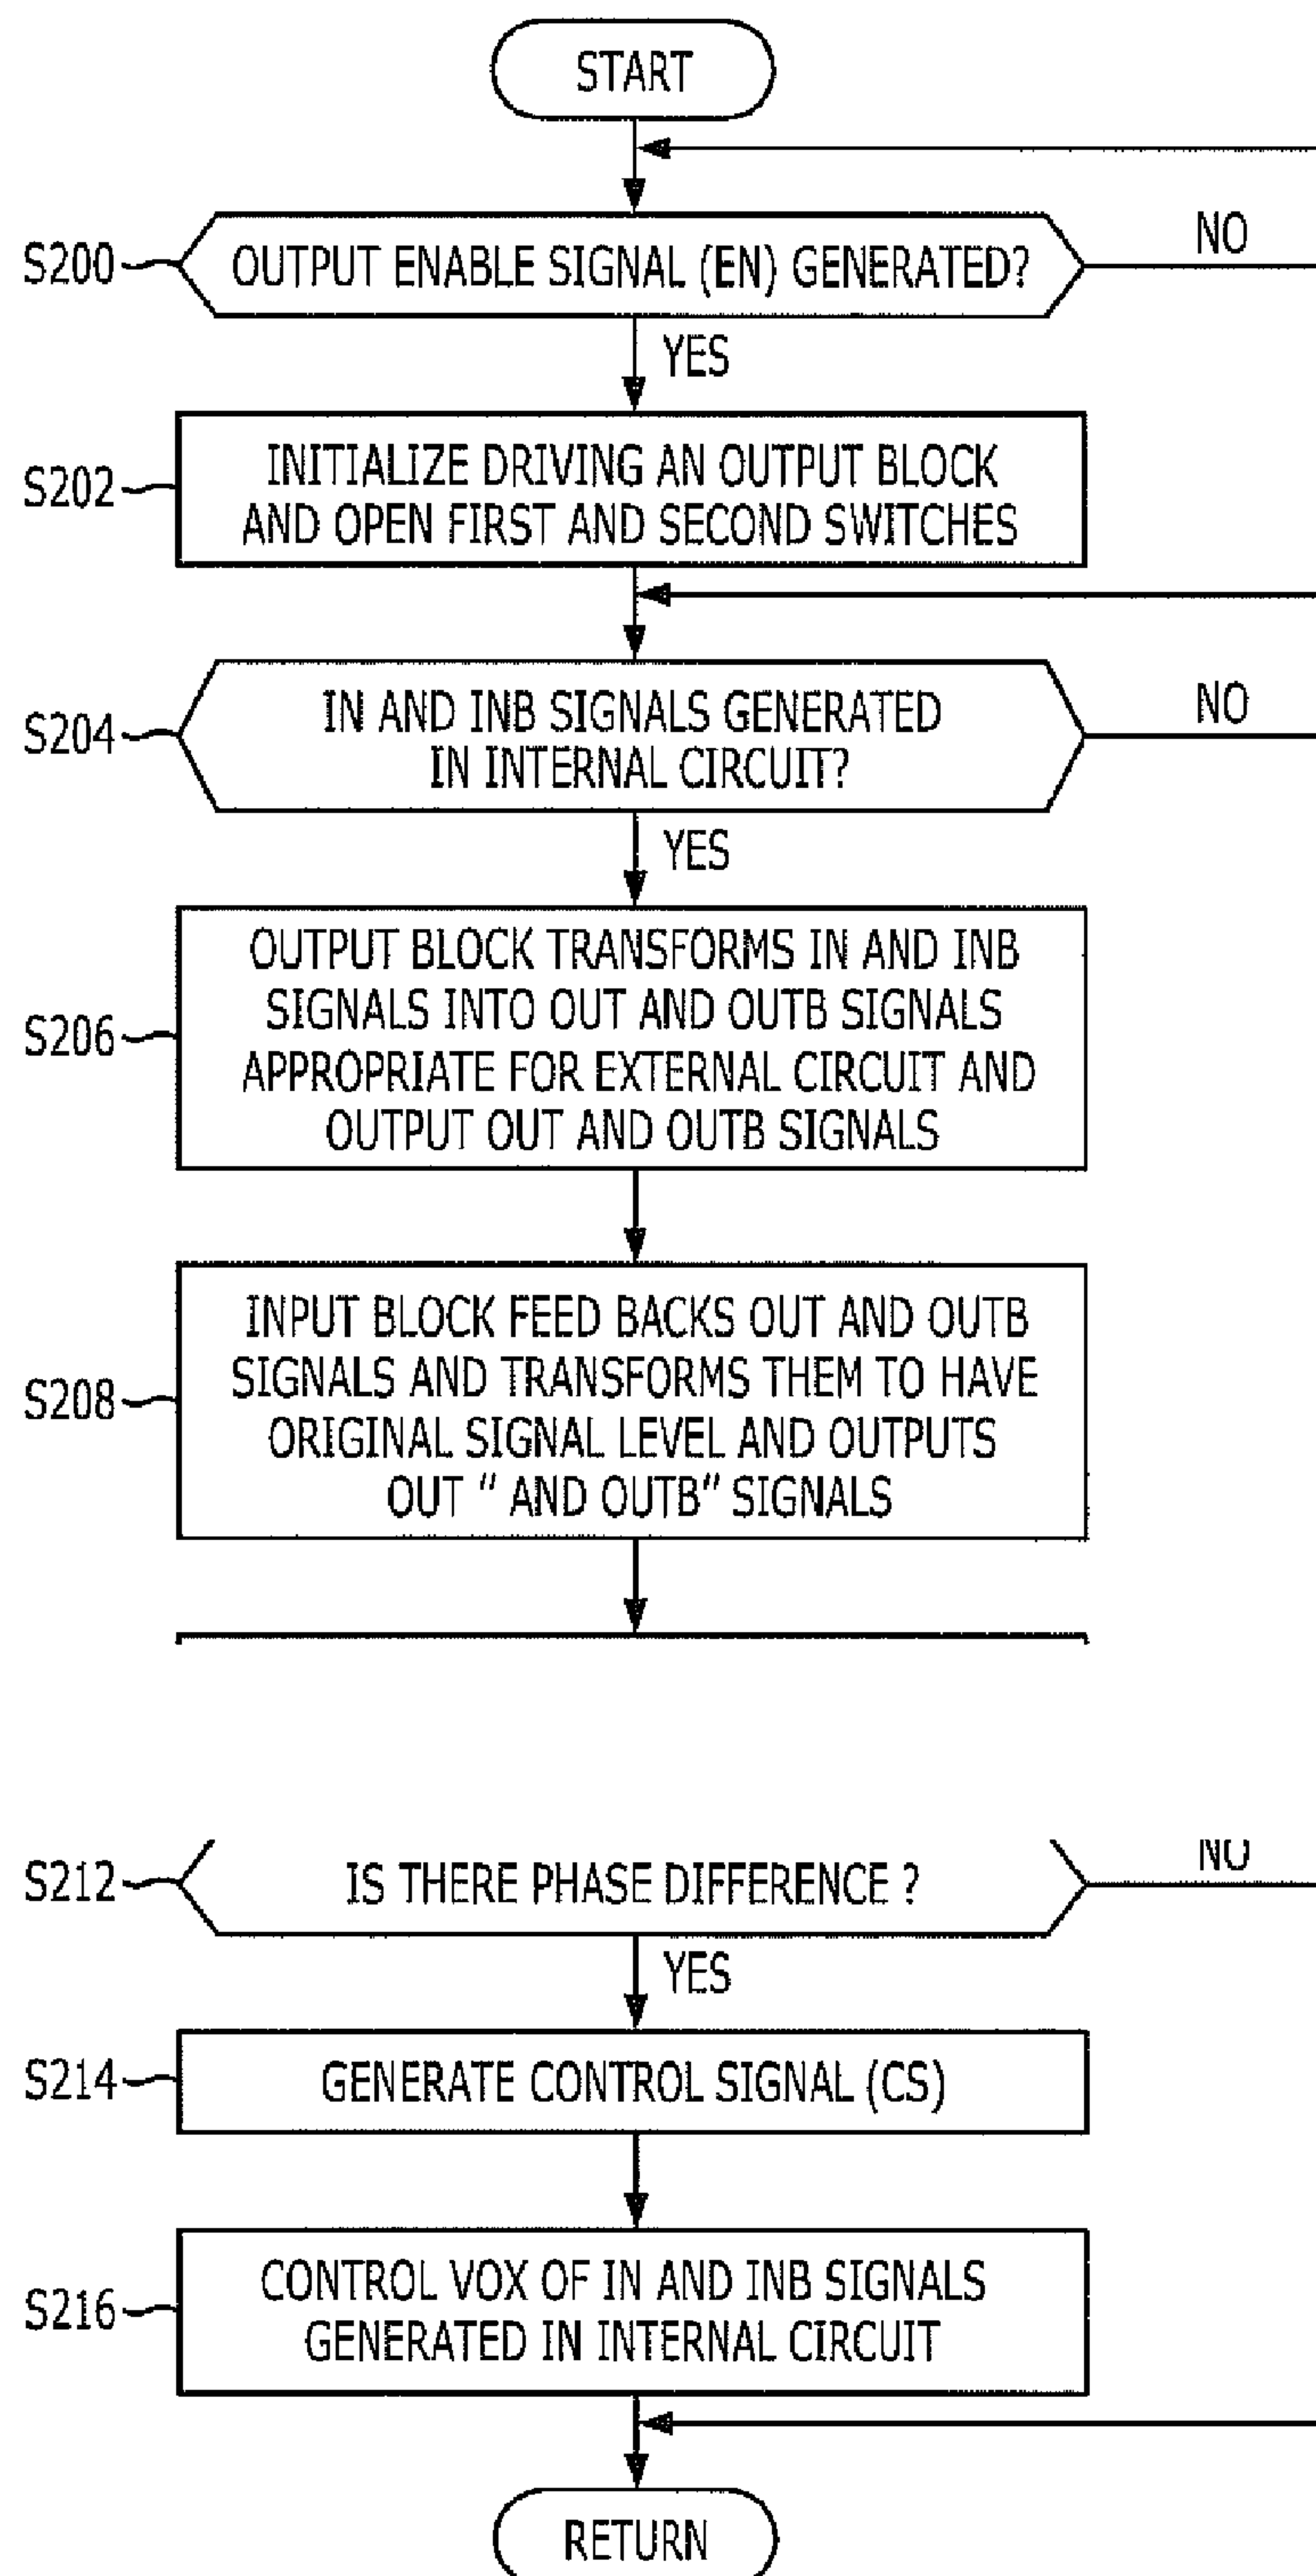 START
S200
OUTPUT ENABLE SIGNAL (EN) GENERATED?
NO
YES
S202
INITIALIZE DRIVING AN OUTPUT BLOCK
AND OPEN FIRST AND SECOND SWITCHES
S204
IN AND INB SIGNALS GENERATED
IN INTERNAL CIRCUIT?
NO
YES
S206
OUTPUT BLOCK TRANSFORMS IN AND INB
SIGNALS INTO OUT AND OUTB SIGNALS
APPROPRIATE FOR EXTERNAL CIRCUIT AND
OUTPUT OUT AND OUTB SIGNALS
S208
INPUT BLOCK FEED BACKS OUT AND OUTB
SIGNALS AND TRANSFORMS THEM TO HAVE
ORIGINAL SIGNAL LEVEL AND OUTPUTS
OUT " AND OUTB" SIGNALS
S212
IS THERE PHASE DIFFERENCE ?
NO
YES
S214
GENERATE CONTROL SIGNAL (CS)
S216
CONTROL VOX OF IN AND INB SIGNALS
GENERATED IN INTERNAL CIRCUIT
RETURN